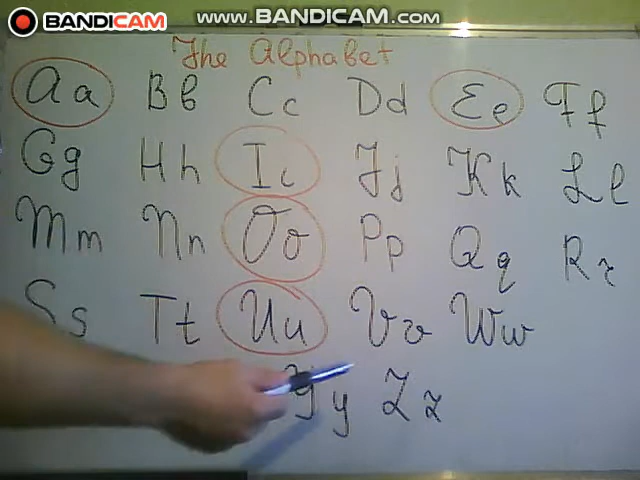 BANDICAM www.BANDICAM.com
The Alphabet
Aa Bb Cc Dd Ee Ff
Gg Hh Ii Jj Kk Ll
Mm Nn Oo Pp Qq Rr
Ss Tt Uu Vv Ww
Yy Zz